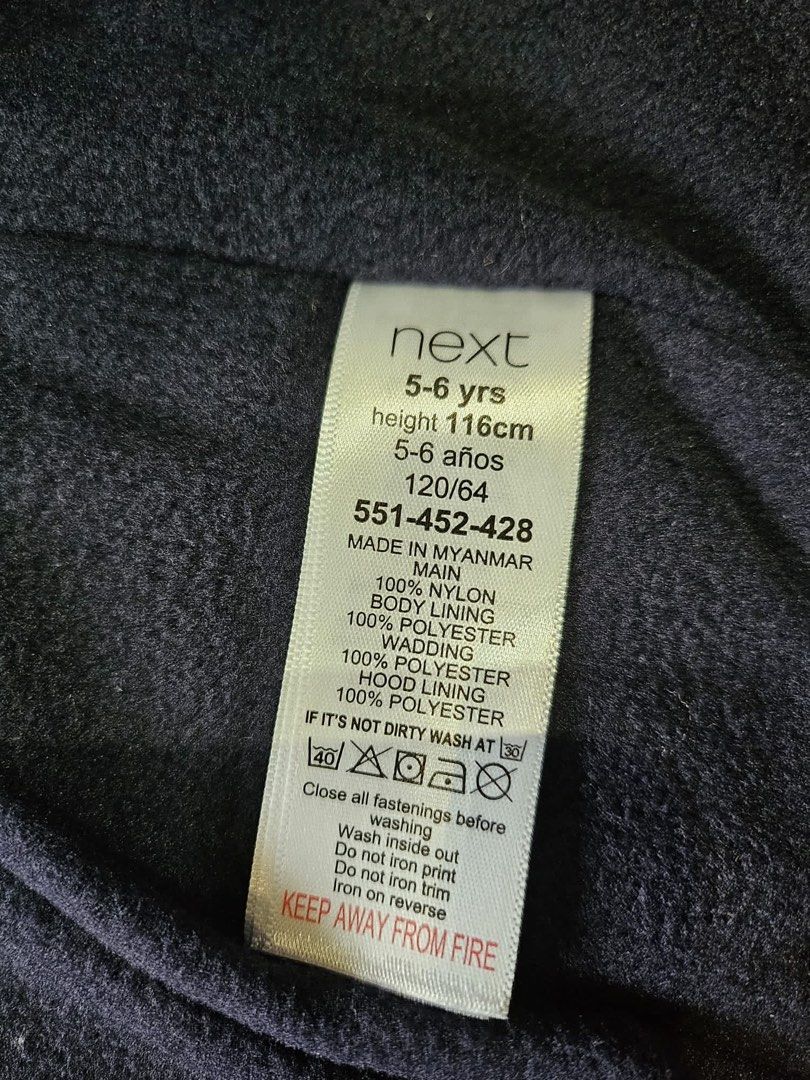 next
5-6 yrs
height 116cm
5-6 años
120/64
551-452-428
MADE IN MYANMAR
MAIN
100% NYLON
BODY LINING
100% POLYESTER
WADDING
100% POLYESTER
HOOD LINING
100% POLYESTER
IF IT'S NOT DIRTY WASH AT 30
40
Close all fastenings before
washing
Wash inside out
Do not iron print
Do not iron trim
Iron on reverse
KEEP AWAY FROM FIRE